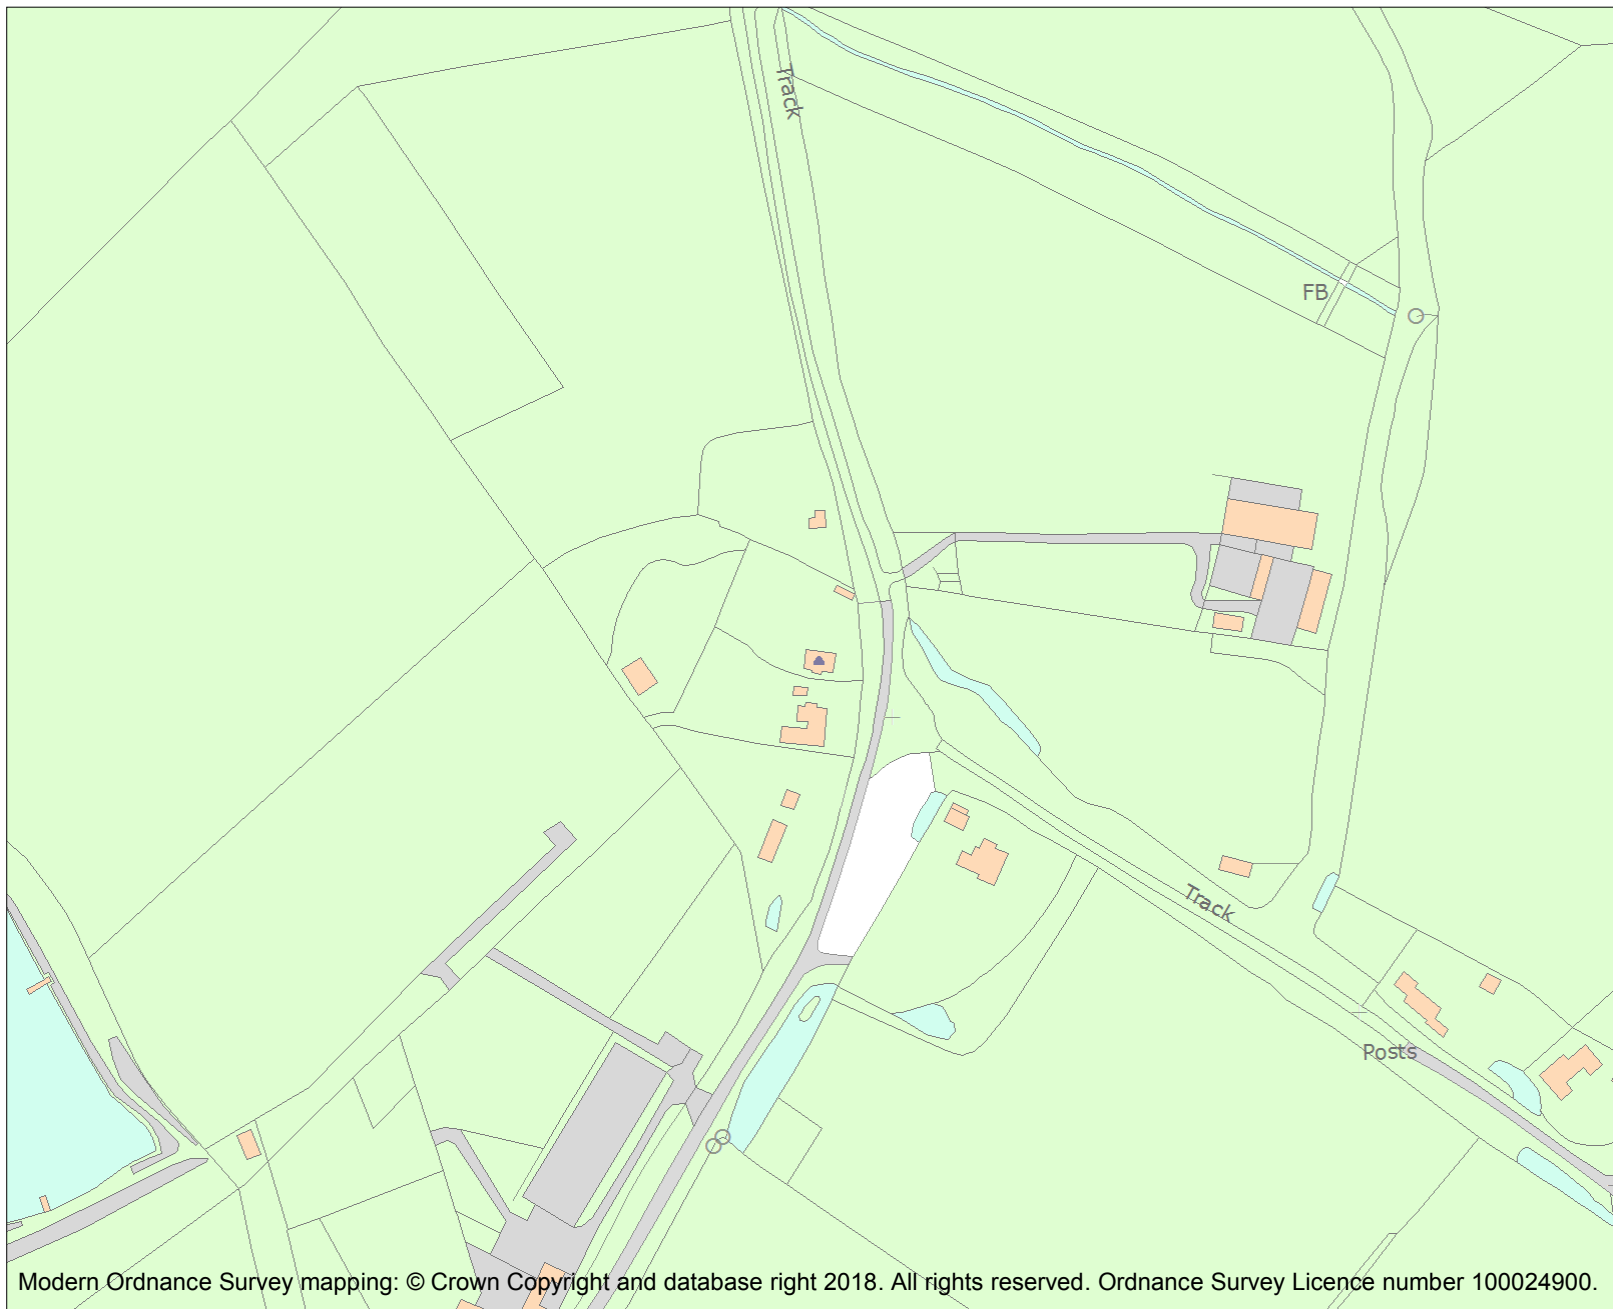 Track
FB
Track
Posts
Modern Ordnance Survey mapping: © Crown Copyright and database right 2018. All rights reserved. Ordnance Survey Licence number 100024900.